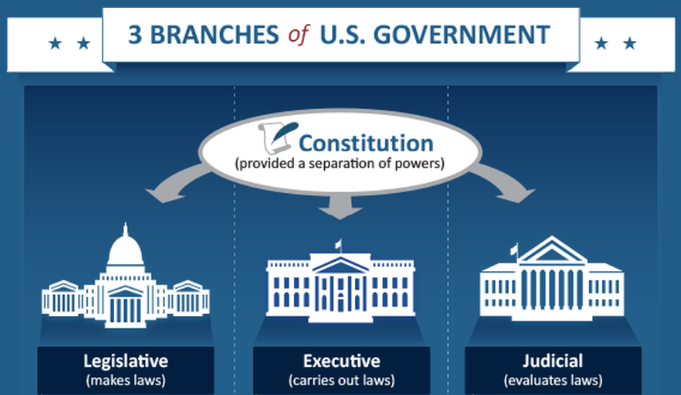 3 BRANCHES of U.S. GOVERNMENT
Constitution
(provided a separation of powers)
Legislative
(makes laws)
Executive
(carries out laws)
Judicial
(evaluates laws)